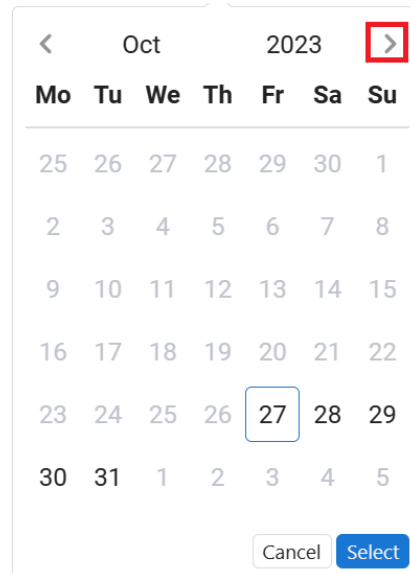 Oct 2023
Mo Tu We Th Fr Sa Su
25 26 27 28 29 30 1
2 3 4 5 6 7 8
9 10 11 12 13 14 15
16 17 18 19 20 21 22
23 24 25 26 27 28 29
30 31 1 2 3 4 5
Cancel Select